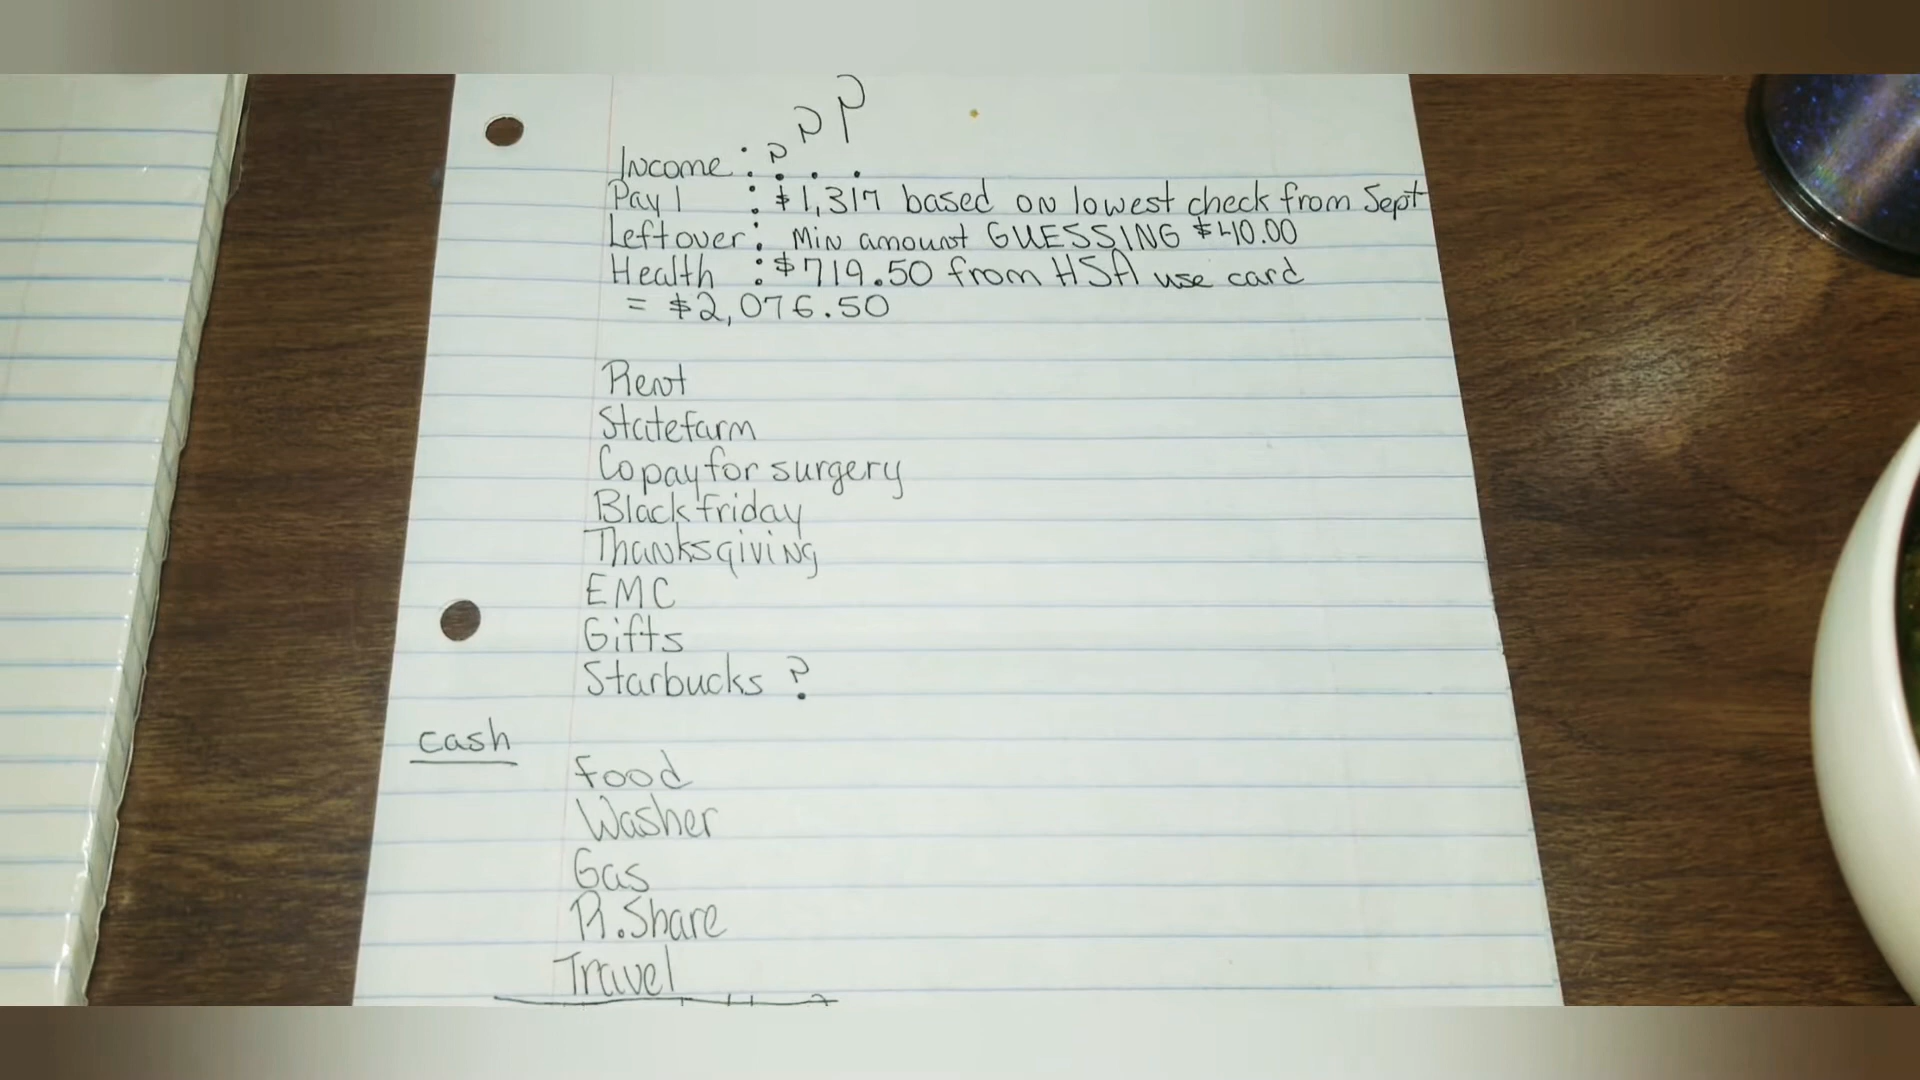 Income : ? ? ?
Pay 1 : $1,317 based on lowest check from Sept
Leftover : Min amount GUESSING $40.00
Health : $719.50 from HSA use card
= $2,076.50
Rent
Statefarm
Copay for surgery
Black friday
Thanksgiving
EMC
Gifts
Starbucks ?
cash
Food
Washer
Gas
R.Share
Travel